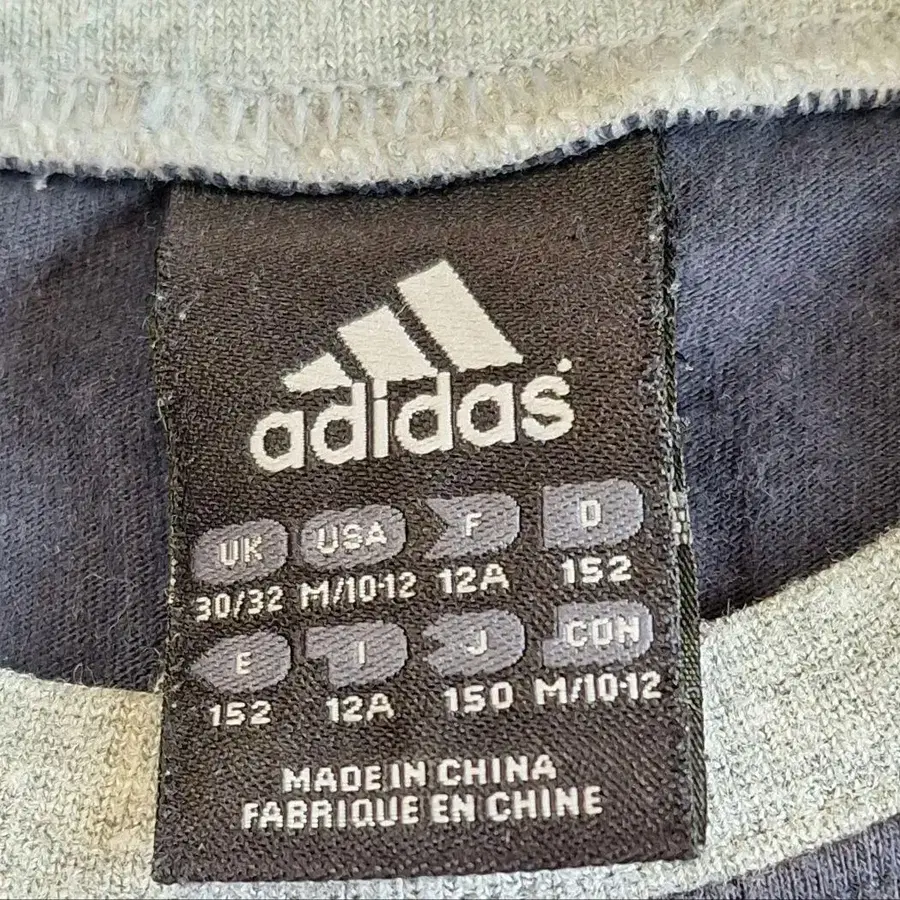 adidas
UK USA F D
30/32 M/10-12 12A 152
E I J CDN
152 12A 150 M/10-12
MADE IN CHINA
FABRIQUE EN CHINE